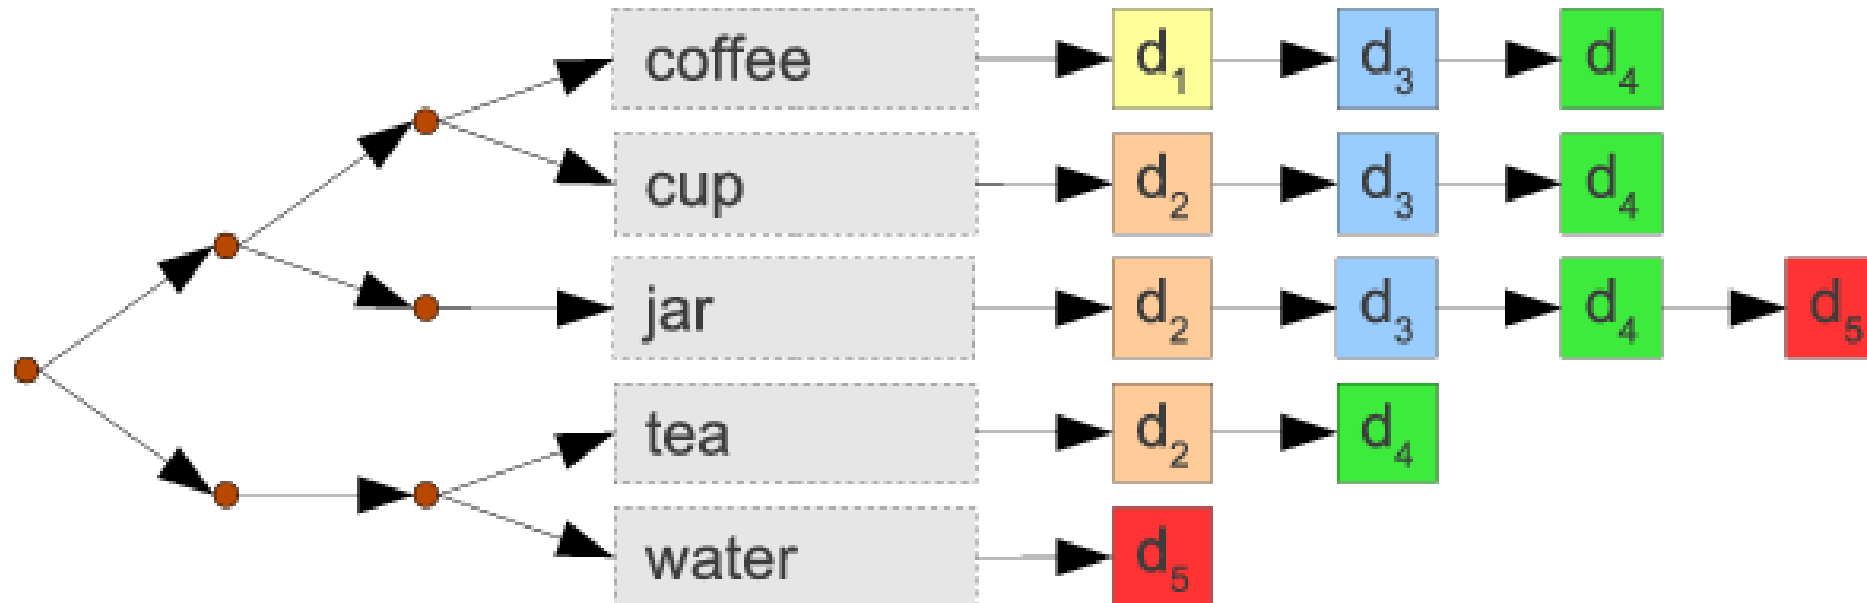 coffee d₁ d₃ d₄
cup d₂ d₃ d₄
jar d₂ d₃ d₄ d₅
tea d₂ d₄
water d₅